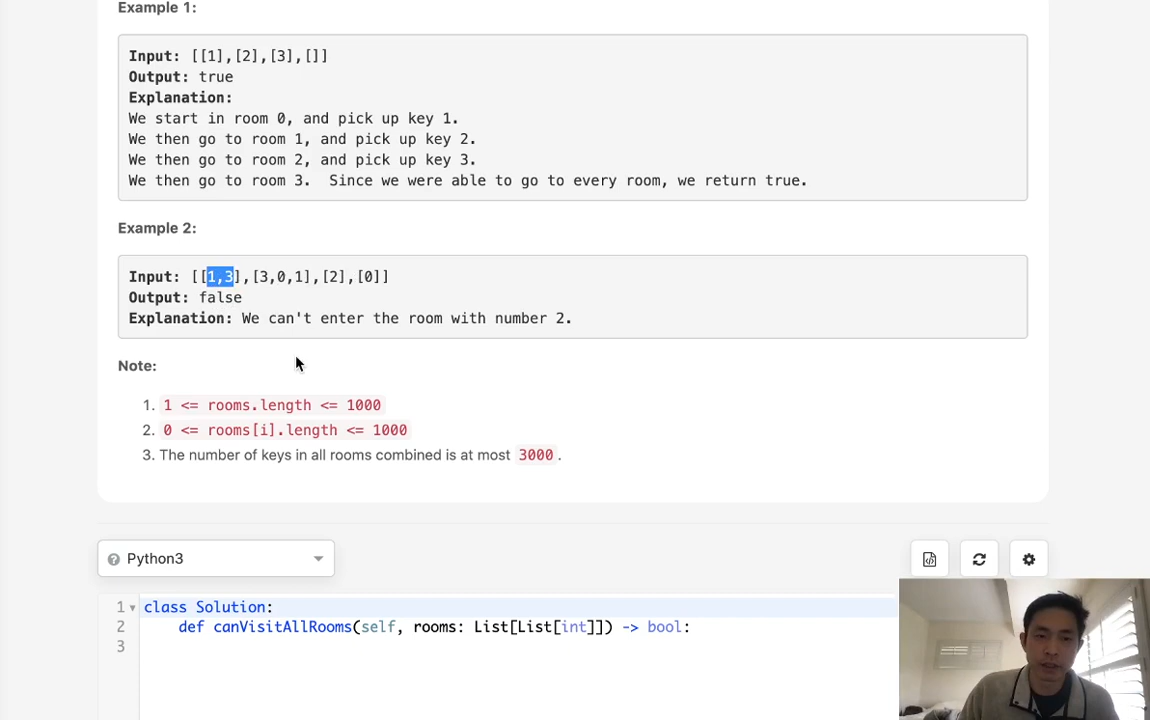 Example 1:
Input: [[1],[2],[3],[]]
Output: true
Explanation:
We start in room 0, and pick up key 1.
We then go to room 1, and pick up key 2.
We then go to room 2, and pick up key 3.
We then go to room 3.  Since we were able to go to every room, we return true.
Example 2:
Input: [[1,3],[3,0,1],[2],[0]]
Output: false
Explanation: We can't enter the room with number 2.
Note:
1. 1 <= rooms.length <= 1000
2. 0 <= rooms[i].length <= 1000
3. The number of keys in all rooms combined is at most 3000.
Python3
1 class Solution:
2     def canVisitAllRooms(self, rooms: List[List[int]]) -> bool:
3